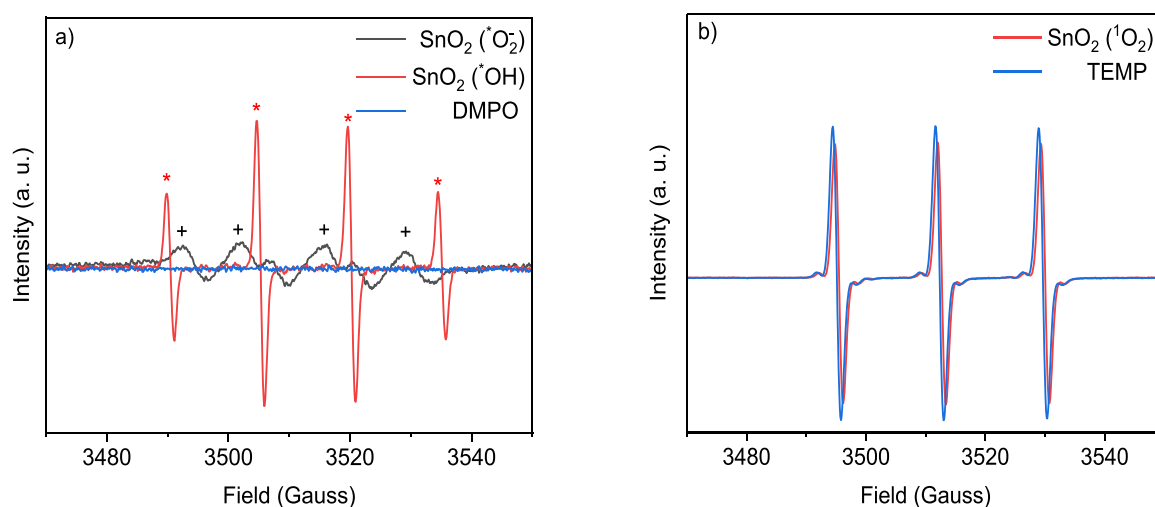 a)
SnO₂ (*O₂⁻)
SnO₂ (*OH)
DMPO
* * * *
+ + + +
Intensity (a. u.)
3480 3500 3520 3540
Field (Gauss)
b)
SnO₂ (¹O₂)
TEMP
Intensity (a. u.)
3480 3500 3520 3540
Field (Gauss)